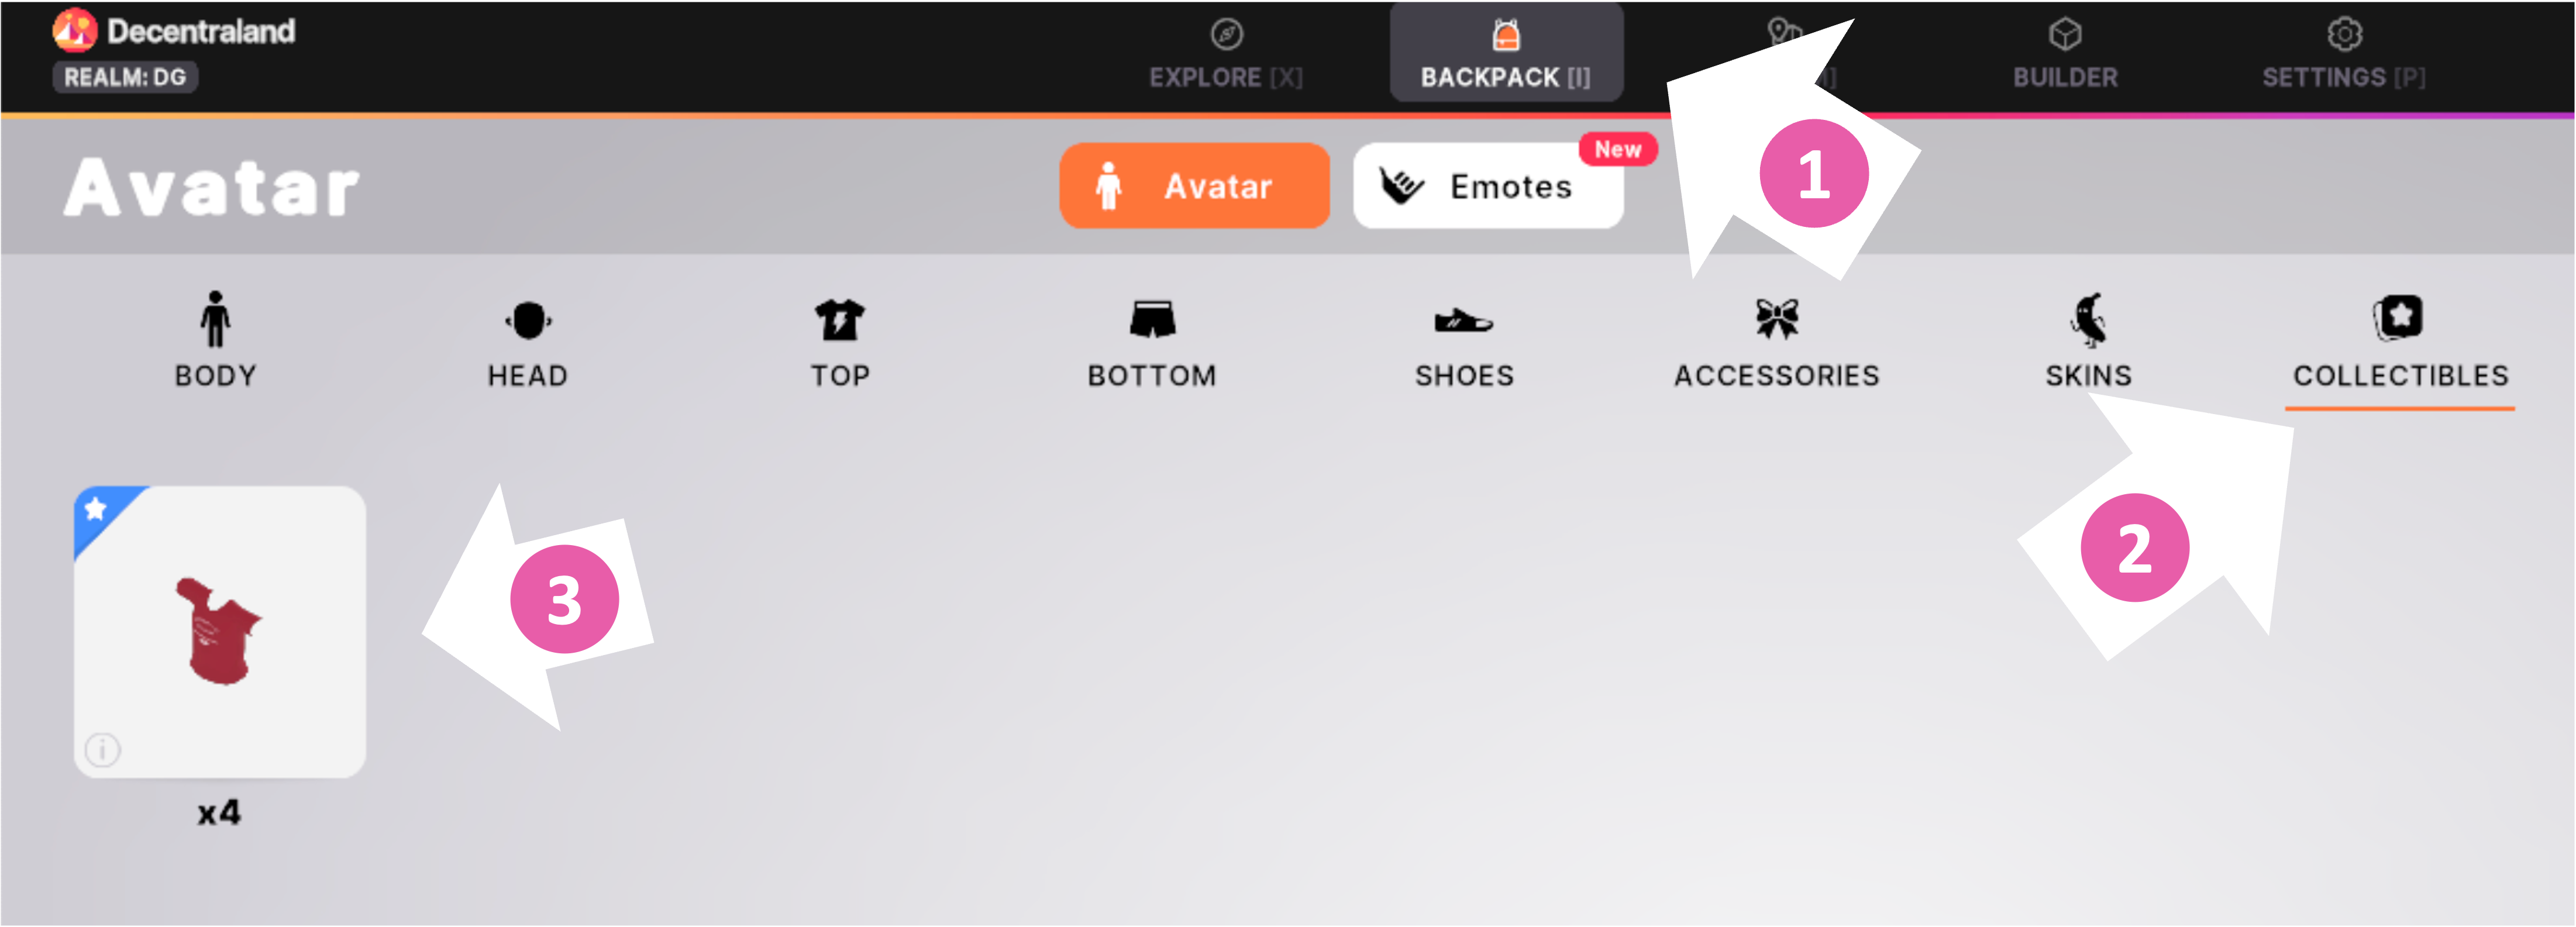 Decentraland
REALM: DG
EXPLORE [X]
BACKPACK [I]
BUILDER
SETTINGS [P]
1
Avatar
Avatar
Emotes
New
BODY
HEAD
TOP
BOTTOM
SHOES
ACCESSORIES
SKINS
COLLECTIBLES
2
3
i
x4